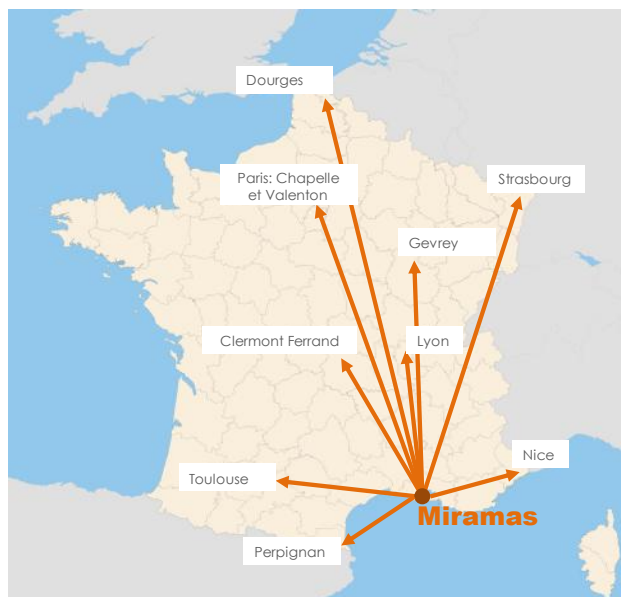 Dourges
Paris: Chapelle
et Valenton
Strasbourg
Gevrey
Clermont Ferrand
Lyon
Nice
Toulouse
Miramas
Perpignan